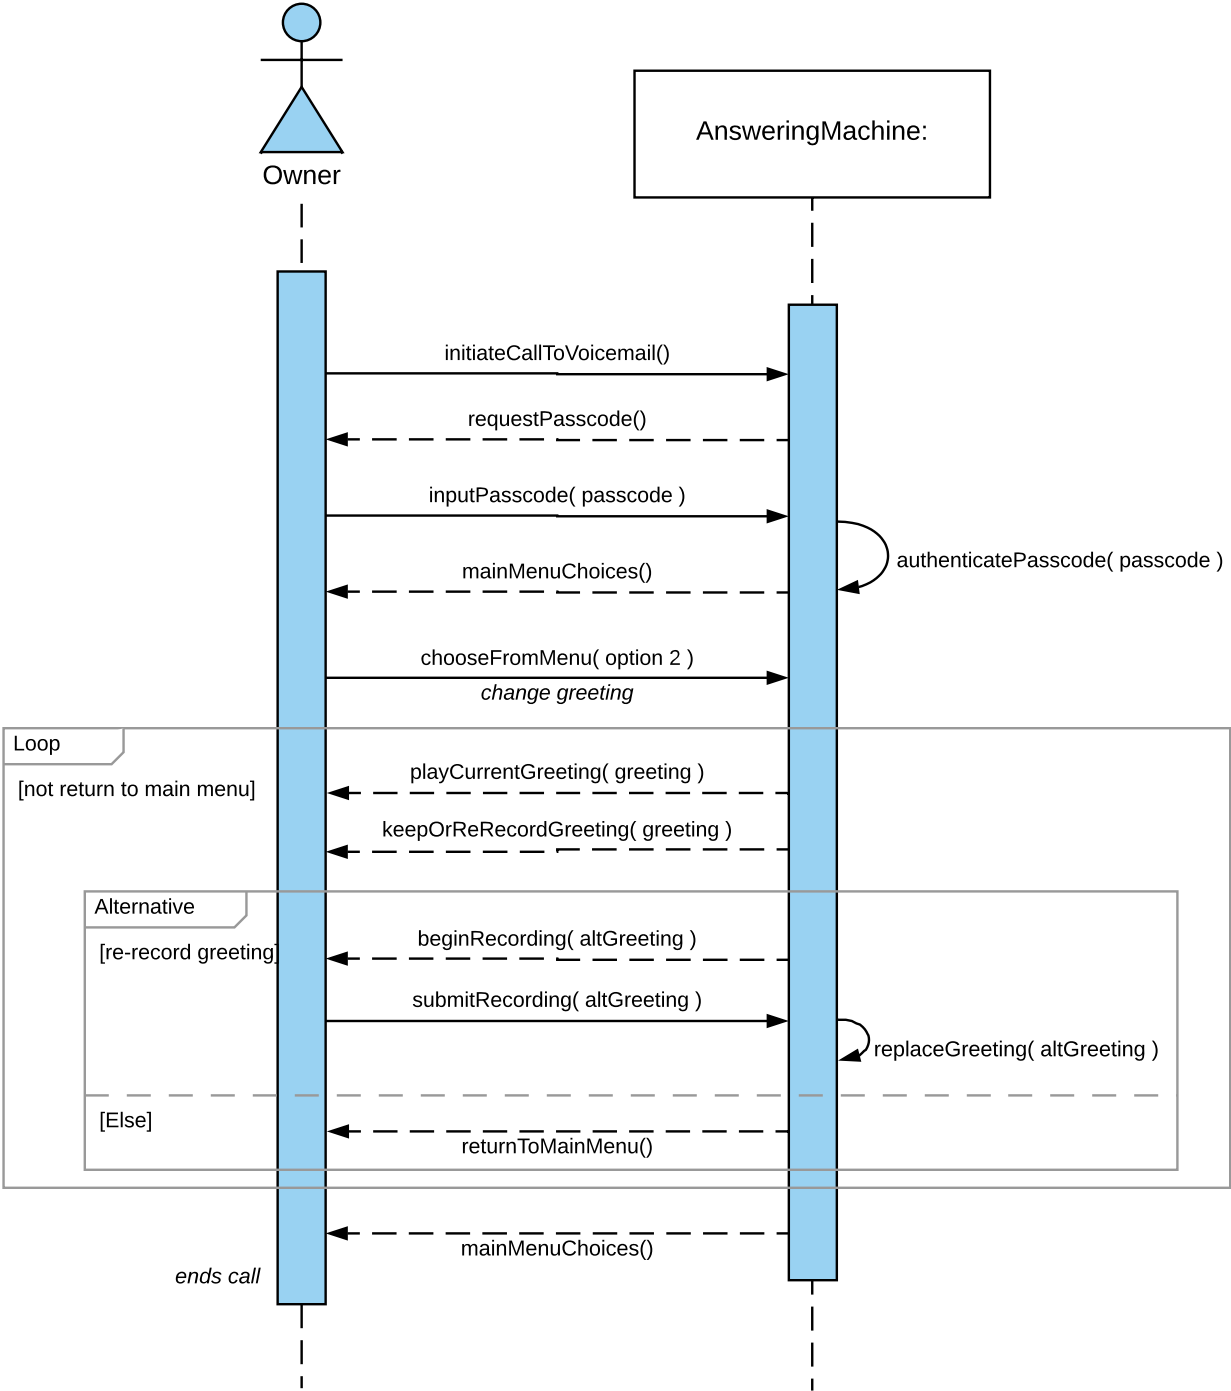 AnsweringMachine:
Owner
initiateCallToVoicemail()
requestPasscode()
inputPasscode( passcode )
authenticatePasscode( passcode )
mainMenuChoices()
chooseFromMenu( option 2 )
change greeting
Loop
[not return to main menu]
playCurrentGreeting( greeting )
keepOrReRecordGreeting( greeting )
Alternative
[re-record greeting]
beginRecording( altGreeting )
submitRecording( altGreeting )
replaceGreeting( altGreeting )
[Else]
returnToMainMenu()
mainMenuChoices()
ends call